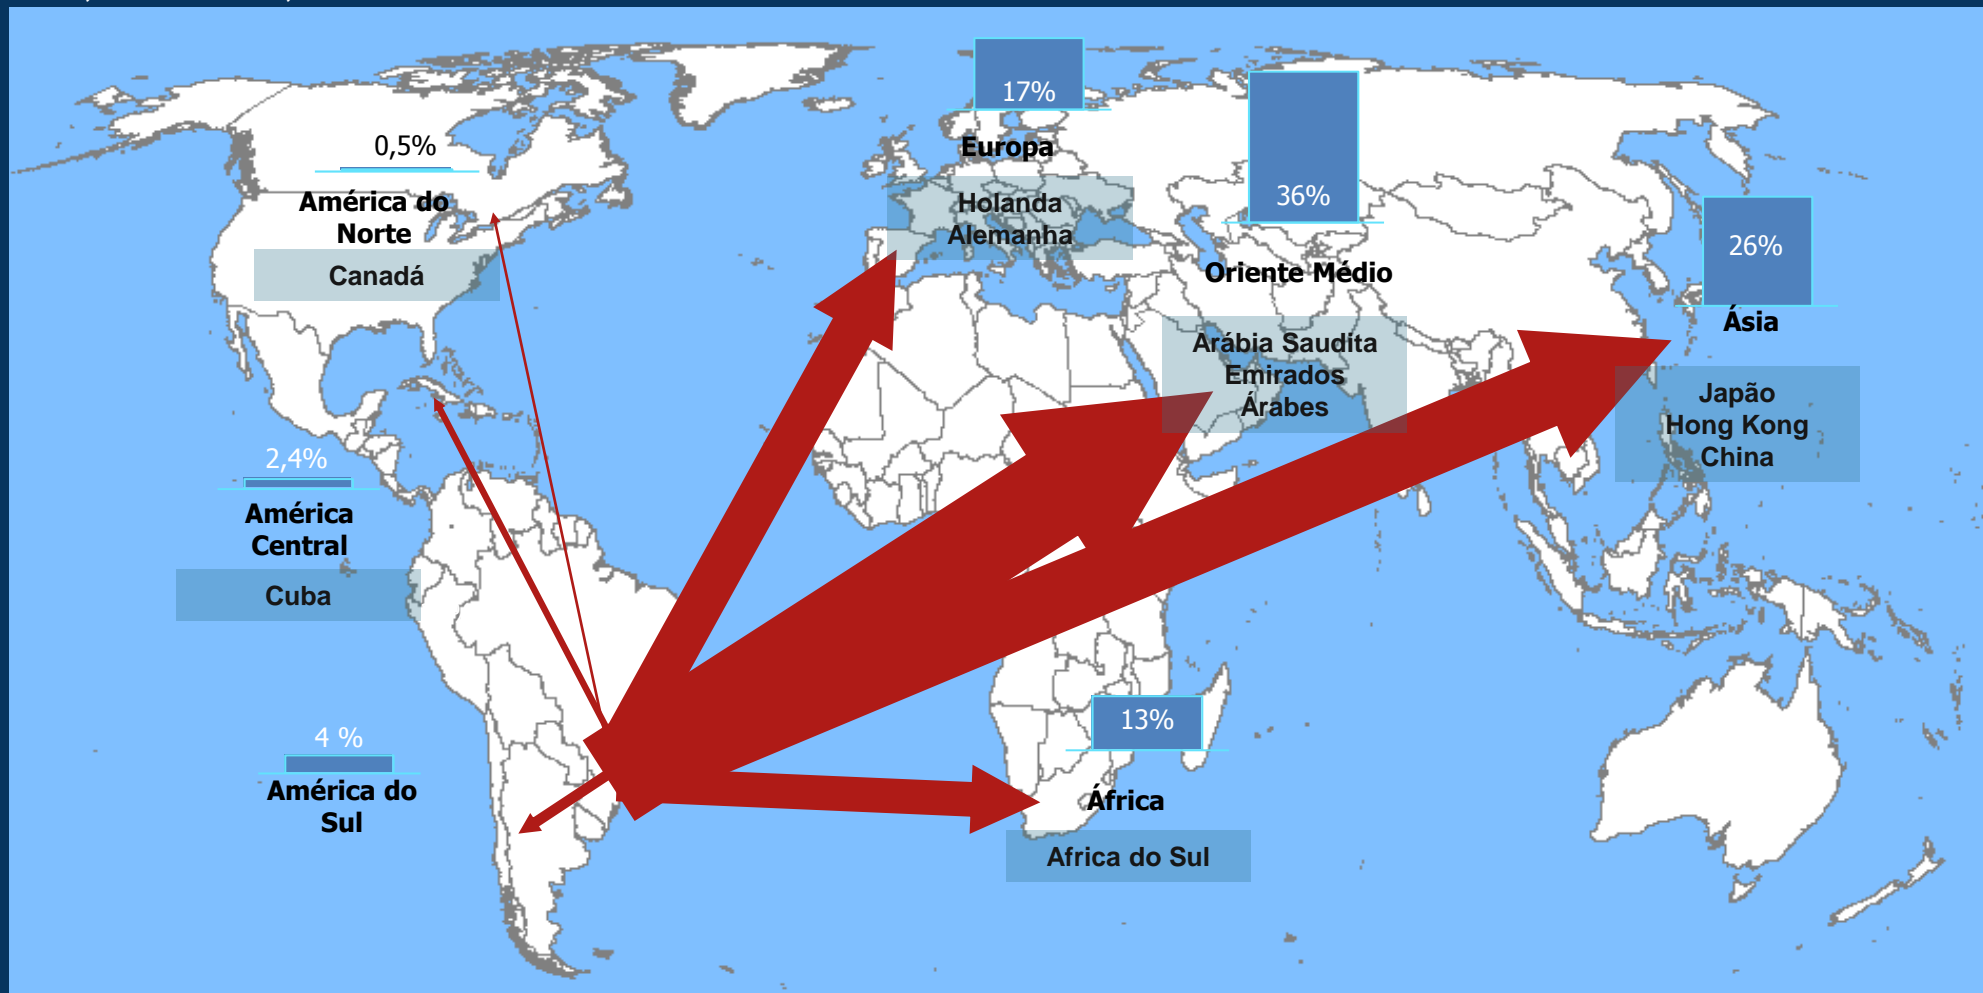 0,5%
América do
Norte
Canadá
2,4%
América
Central
Cuba
4 %
América do
Sul
17%
Europa
Holanda
Alemanha
36%
Oriente Médio
Arábia Saudita
Emirados
Árabes
26%
Ásia
Japão
Hong Kong
China
13%
África
Africa do Sul